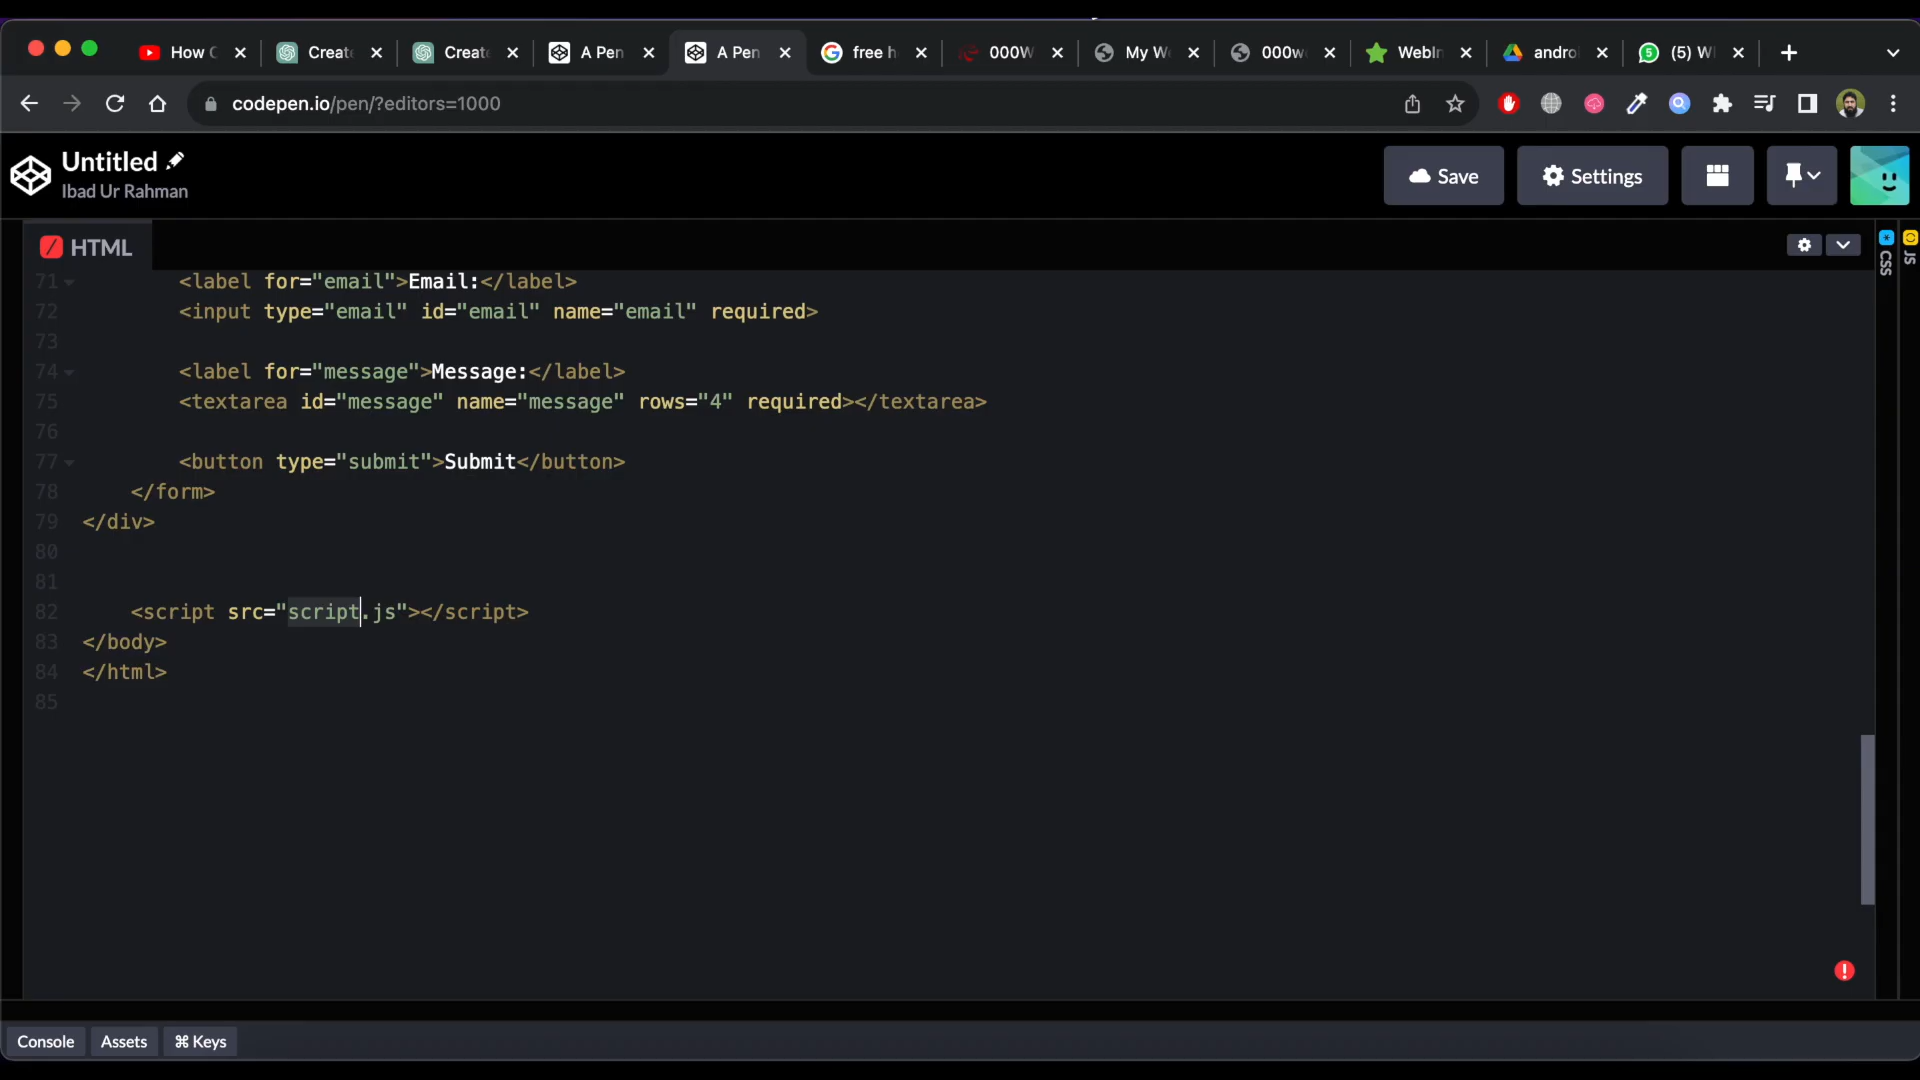 How C
Create
Create
A Pen
A Pen
free h
000W
My We
000we
WebIn
andro
(5) W
codepen.io/pen/?editors=1000
Untitled
Ibad Ur Rahman
Save
Settings
HTML
CSS
JS
71 <label for="email">Email:</label>
72 <input type="email" id="email" name="email" required>
73
74 <label for="message">Message:</label>
75 <textarea id="message" name="message" rows="4" required></textarea>
76
77 <button type="submit">Submit</button>
78 </form>
79 </div>
80
81
82 <script src="script.js"></script>
83 </body>
84 </html>
85
Console
Assets
⌘ Keys